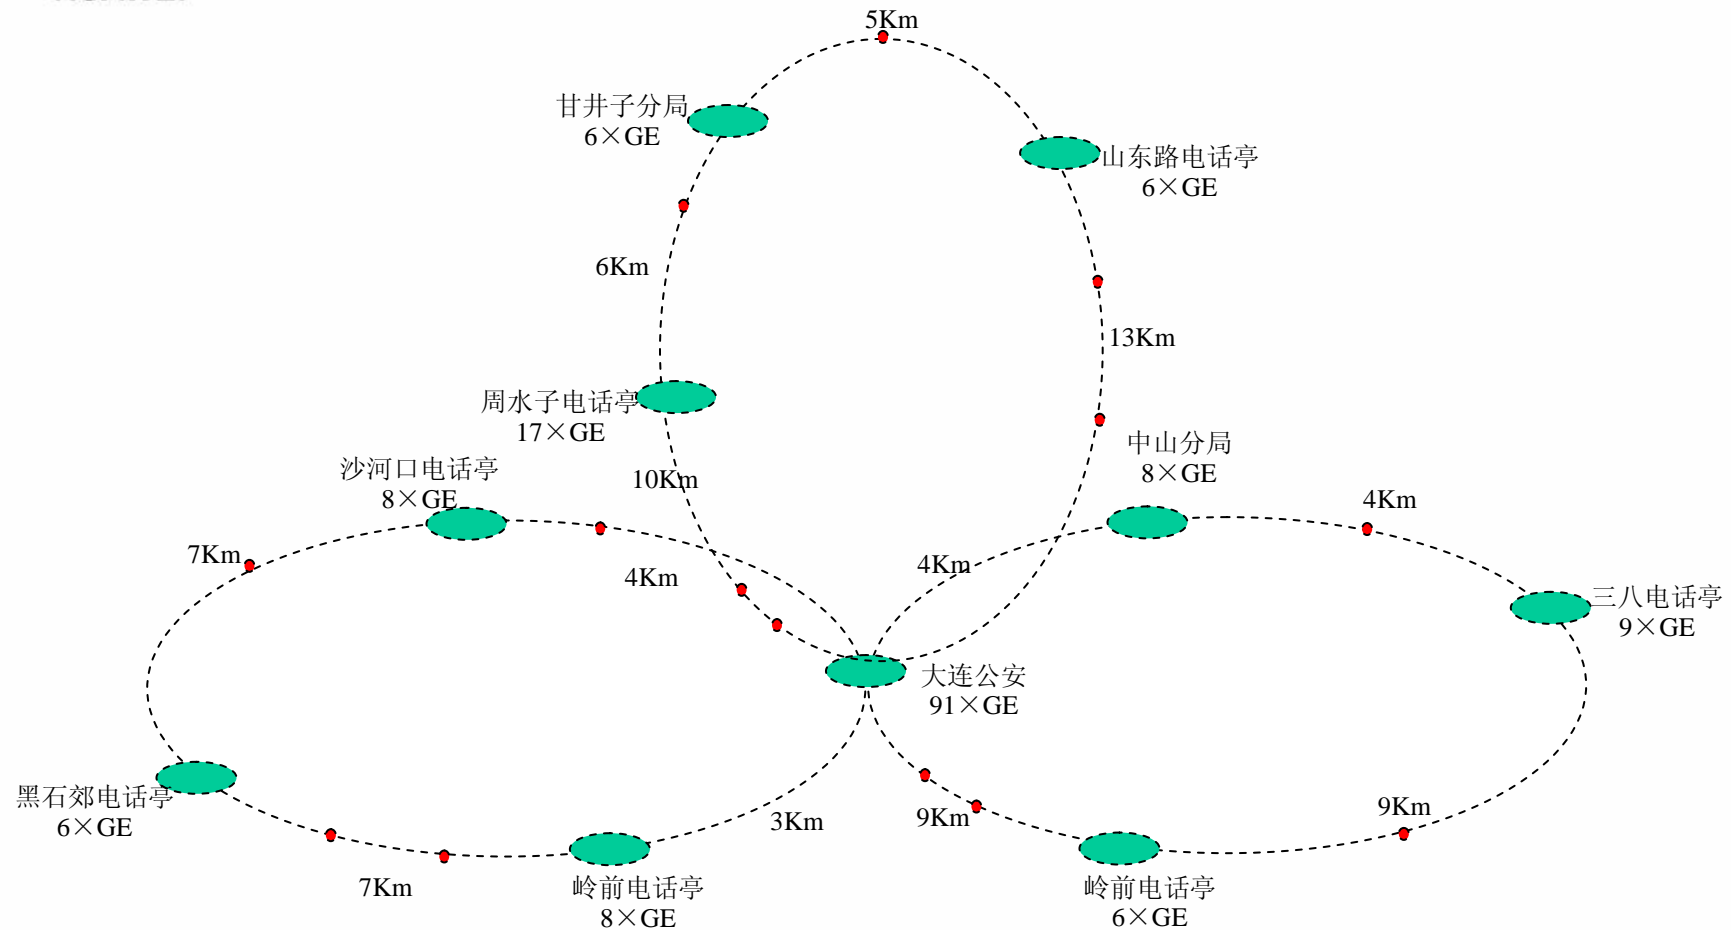 5Km
甘井子分局
6×GE
山东路电话亭
6×GE
6Km
13Km
周水子电话亭
17×GE
中山分局
8×GE
沙河口电话亭
8×GE
10Km
4Km
7Km
4Km
4Km
三八电话亭
9×GE
大连公安
91×GE
黑石郊电话亭
6×GE
3Km
9Km
9Km
7Km
岭前电话亭
8×GE
岭前电话亭
6×GE